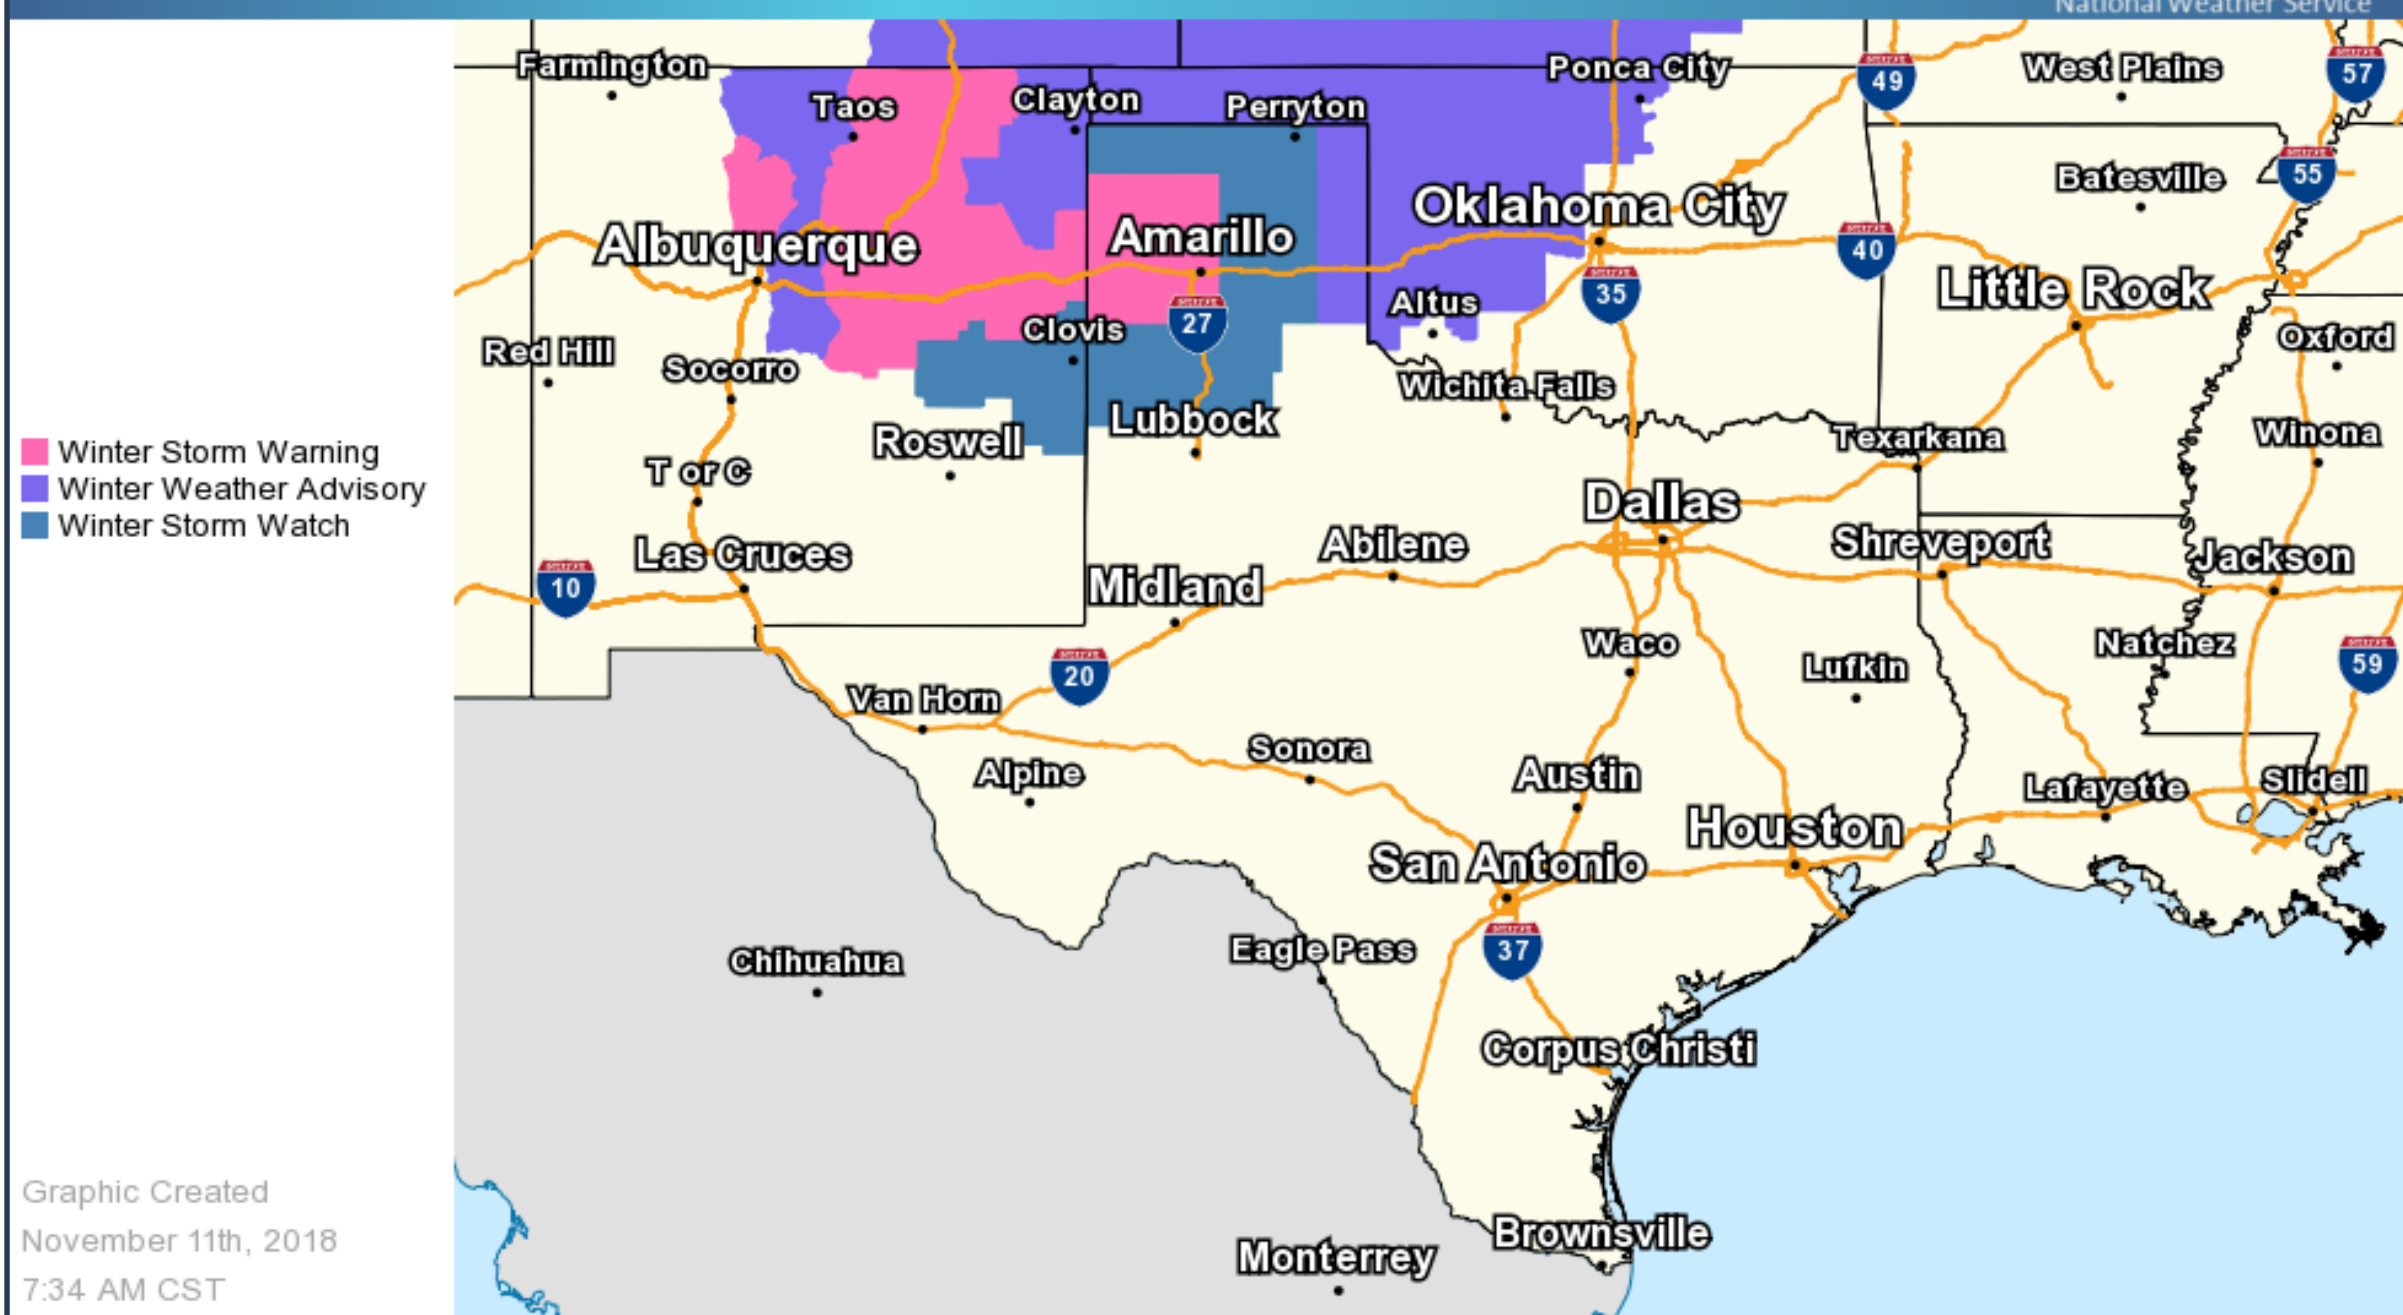 National Weather Service
Farmington
Taos
Clayton
Perryton
Ponca City
49
West Plains
57
55
Batesville
Oklahoma City
Albuquerque
Amarillo
40
35
Little Rock
Altus
27
Clovis
Oxford
Red Hill
Socorro
Wichita Falls
Lubbock
Roswell
Texarkana
Winona
Winter Storm Warning
Winter Weather Advisory
Winter Storm Watch
T or C
Dallas
Las Cruces
Abilene
Shreveport
Jackson
10
Midland
Waco
Natchez
Lufkin
59
20
Van Horn
Sonora
Alpine
Austin
Slidell
Lafayette
Houston
San Antonio
Eagle Pass
37
Chihuahua
Corpus Christi
Graphic Created
November 11th, 2018
7:34 AM CST
Brownsville
Monterrey